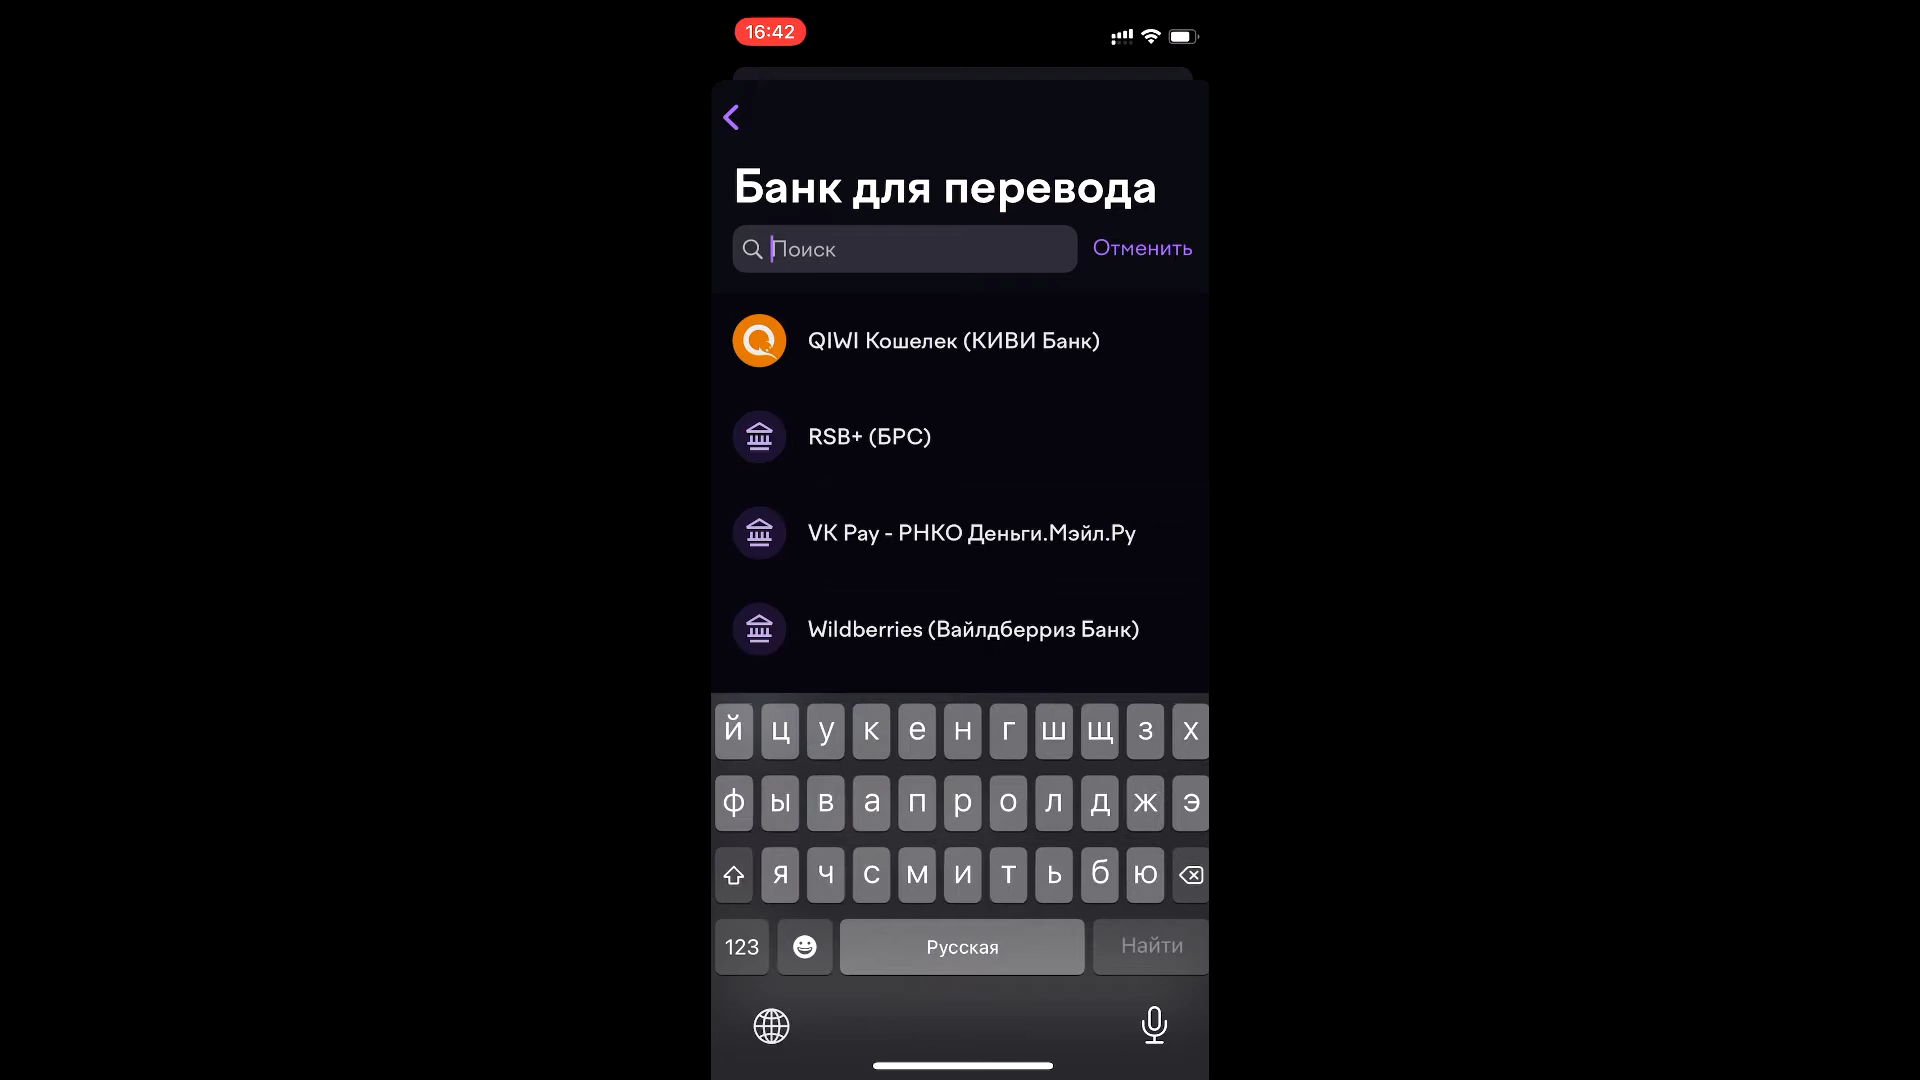 16:42
Банк для перевода
Поиск
Отменить
QIWI Кошелек (КИВИ Банк)
RSB+ (БРС)
VK Pay - РНКО Деньги.Мэйл.Ру
Wildberries (Вайлдберриз Банк)
й ц у к е н г ш щ з х
ф ы в а п р о л д ж э
я ч с м и т ь б ю
123 Русская Найти